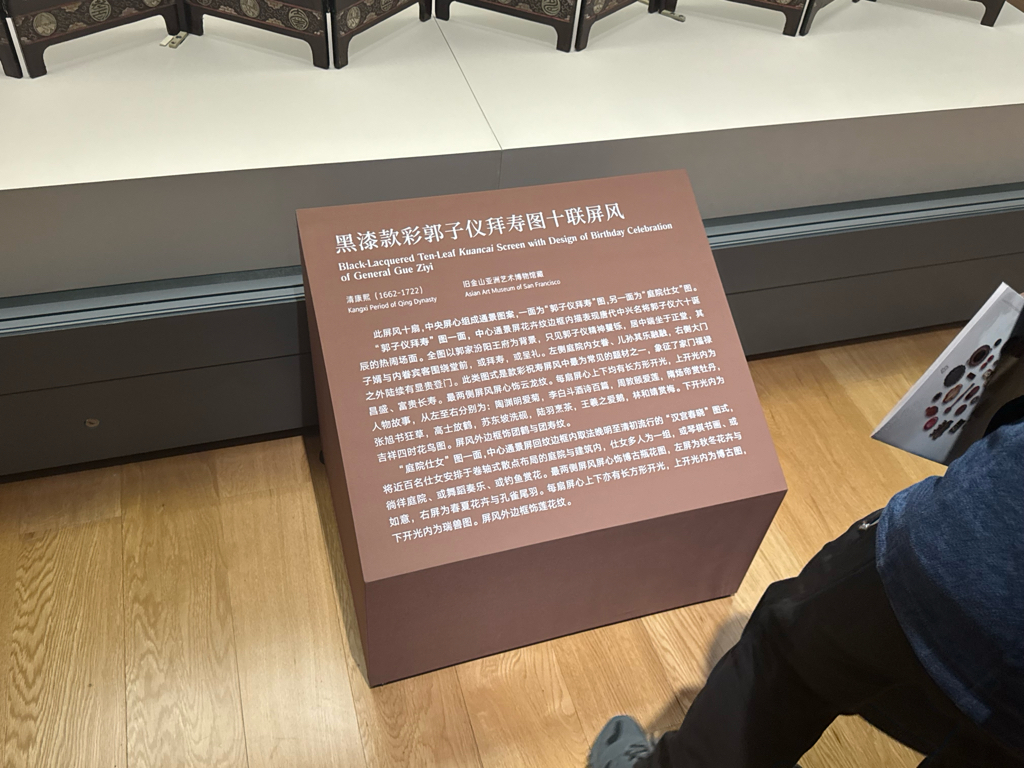 黑漆款彩郭子仪拜寿图十联屏风
Black-Lacquered Ten-Leaf Kuancai Screen with Design of Birthday Celebration
of General Gue Ziyi
清康熙（1662-1722）
Kangxi Period of Qing Dynasty
旧金山亚洲艺术博物馆藏
Asian Art Museum of San Francisco
此屏风十扇，中央屏心组成通景图案，一面为“郭子仪拜寿”图，另一面为“庭院仕女”图。
“郭子仪拜寿”图一面，中心通景屏花卉纹边框内描表现唐代中兴名将郭子仪六十诞
辰的热闹场面。全图以郭家汾阳王府为背景，只见郭子仪精神矍铄，居中端坐于正堂，其
子婿与内眷宾客围绕堂前，或拜寿，或呈礼。左侧庭院内女眷、儿孙其乐融融，右侧大门
之外陆续有显贵登门。此类图式是款彩祝寿屏风中最为常见的题材之一，象征了家门福禄
昌盛、富贵长寿。最两侧屏风屏心饰云龙纹。每扇屏心上下均有长方形开光，上开光内为
人物故事，从左至右分别为：陶渊明爱菊，李白斗酒诗百篇，周敦颐爱莲，隋炀帝赏牡丹，
张旭书狂草，高士放鹤，苏东坡洗砚，陆羽烹茶，王羲之爱鹅，林和靖赏梅。下开光内为
吉祥四时花鸟图。屏风外边框饰团鹤与团寿纹。
“庭院仕女”图一面，中心通景屏回纹边框内取法晚明至清初流行的“汉宫春晓”图式，
将近百名仕女安排于卷轴式散点布局的庭院与建筑内，仕女多人为一组，或琴棋书画，或
徜徉庭院、或舞蹈奏乐、或钓鱼赏花。最两侧屏风屏心饰博古瓶花图，左屏为秋冬花卉与
如意，右屏为春夏花卉与孔雀尾羽。每扇屏心上下亦有长方形开光，上开光内为博古图，
下开光内为瑞兽图。屏风外边框饰莲花纹。